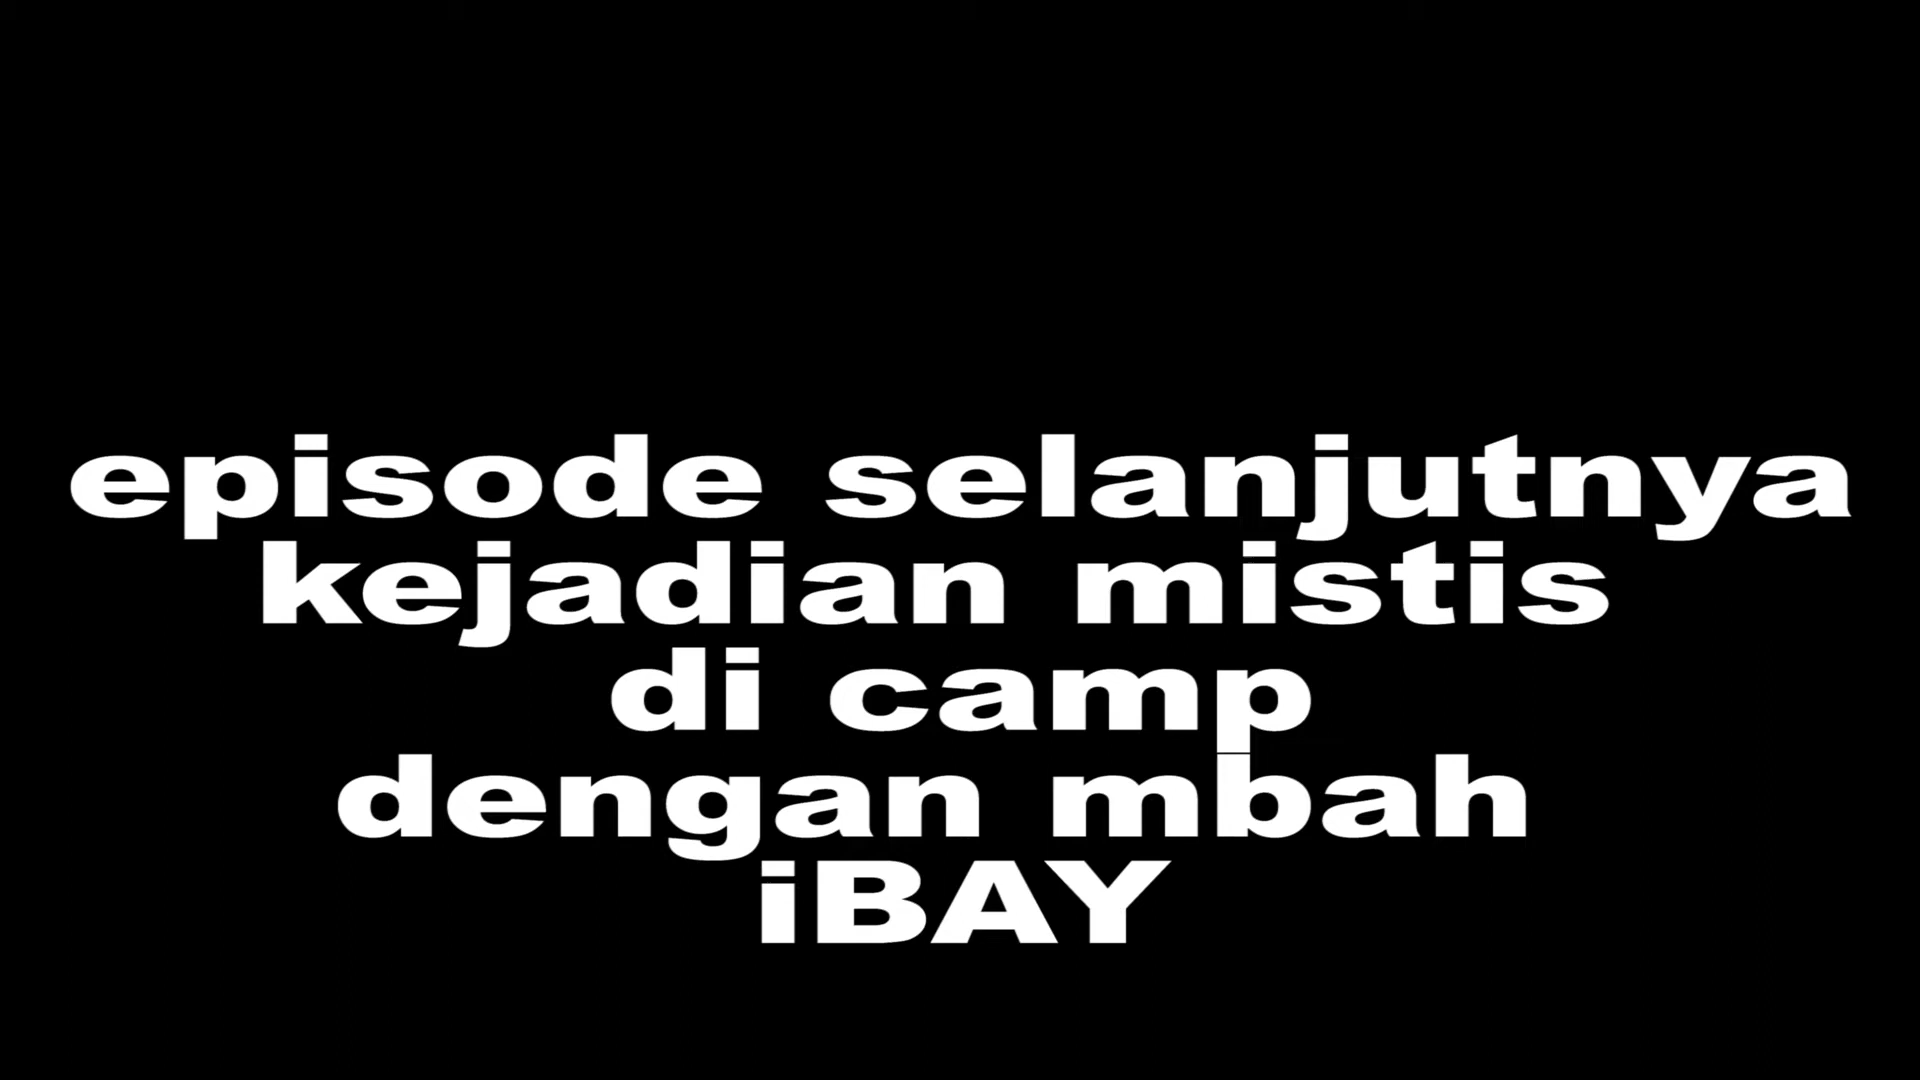 episode selanjutnya
kejadian mistis
di camp
dengan mbah
iBAY